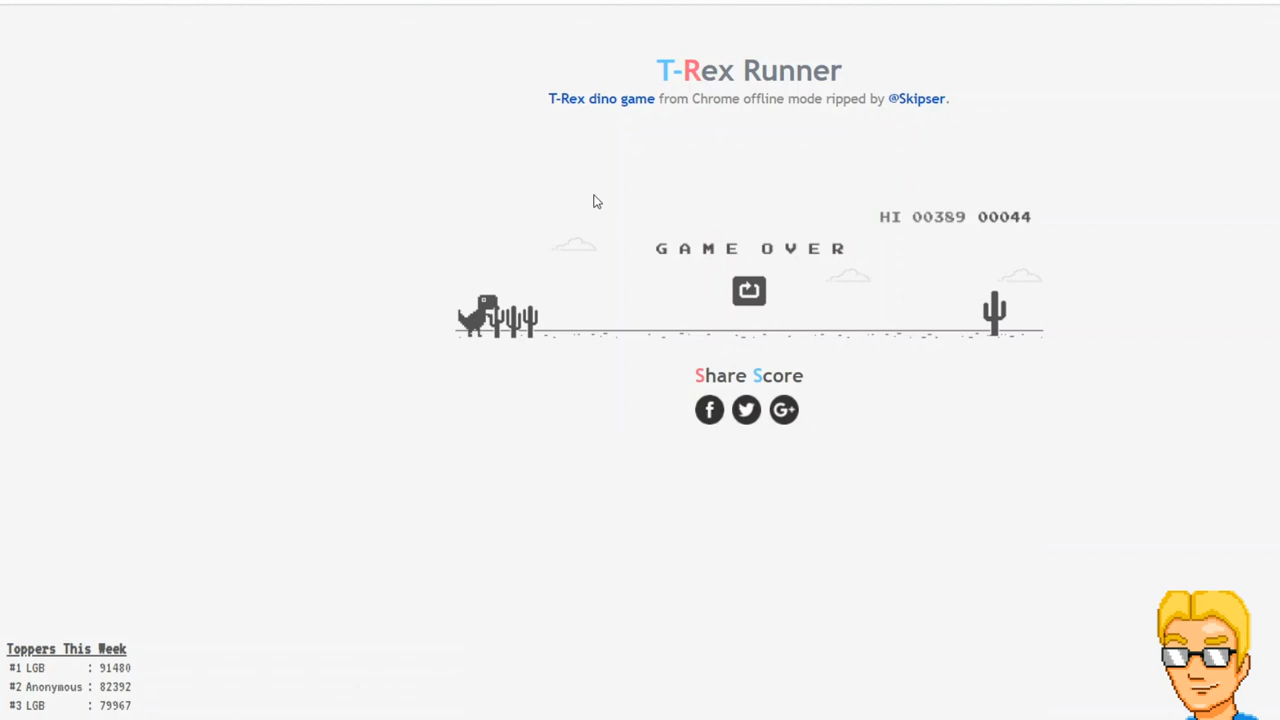 T-Rex Runner
T-Rex dino game from Chrome offline mode ripped by @Skipser.
HI 00389 00044
GAME OVER
Share Score
f G+
Toppers This Week
#1 LGB : 91480
#2 Anonymous : 82392
#3 LGB : 79967